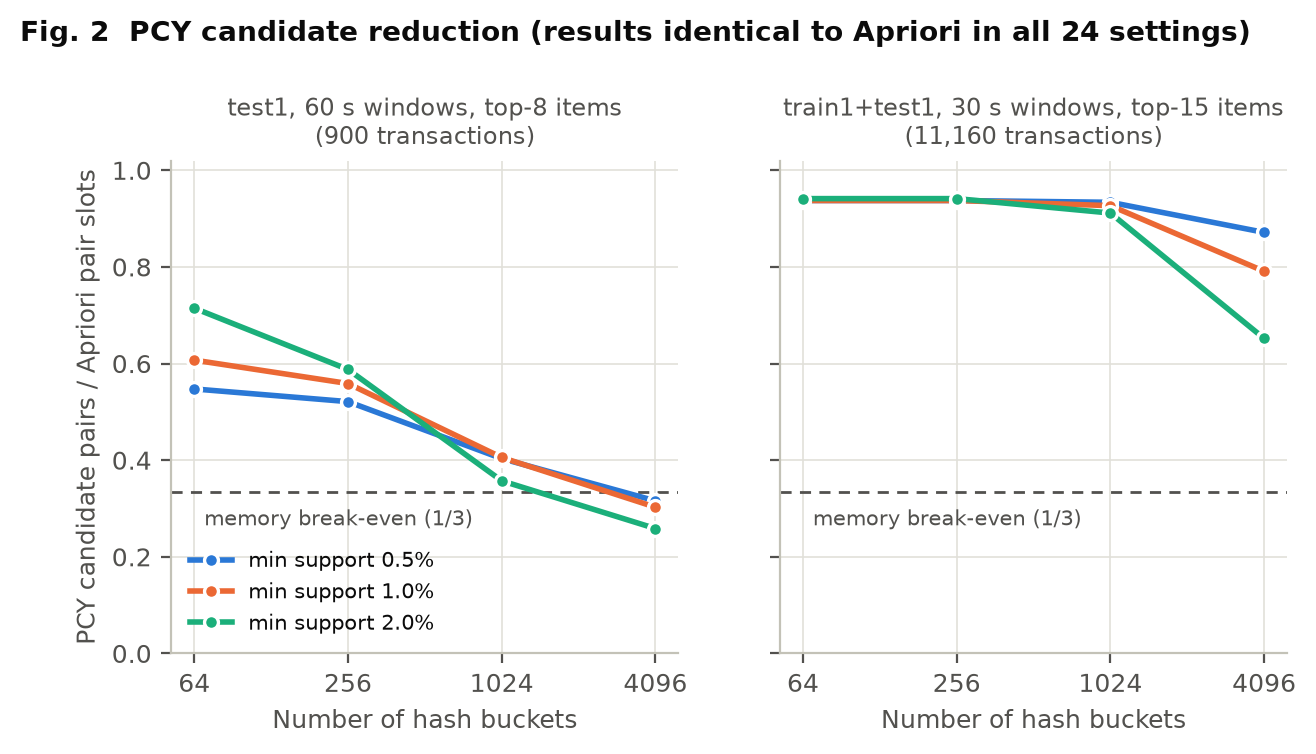 Fig. 2  PCY candidate reduction (results identical to Apriori in all 24 settings)
test1, 60 s windows, top-8 items
(900 transactions)
PCY candidate pairs / Apriori pair slots
1.0
0.8
0.6
0.4
0.2
0.0
memory break-even (1/3)
min support 0.5%
min support 1.0%
min support 2.0%
64
256
1024
4096
Number of hash buckets
train1+test1, 30 s windows, top-15 items
(11,160 transactions)
memory break-even (1/3)
64
256
1024
4096
Number of hash buckets